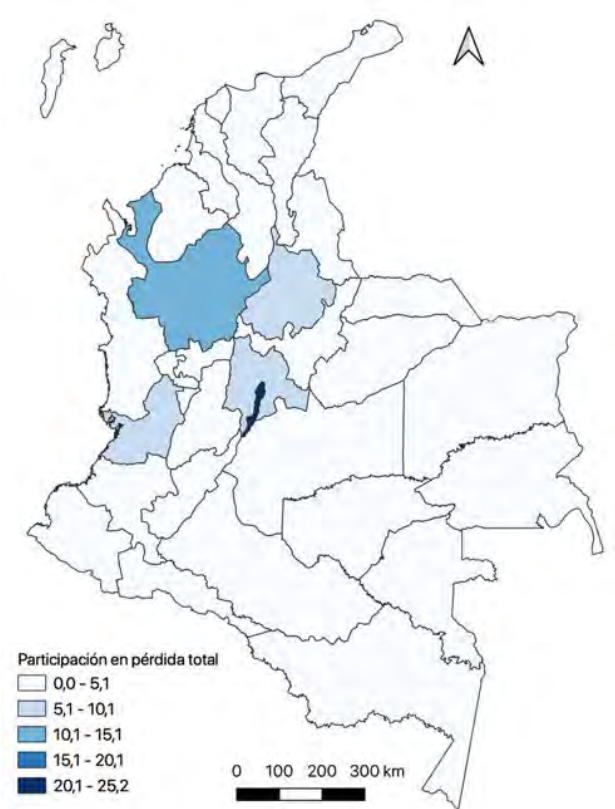 Participación en pérdida total
0,0 - 5,1
5,1 - 10,1
10,1 - 15,1
15,1 - 20,1
20,1 - 25,2
0 100 200 300 km